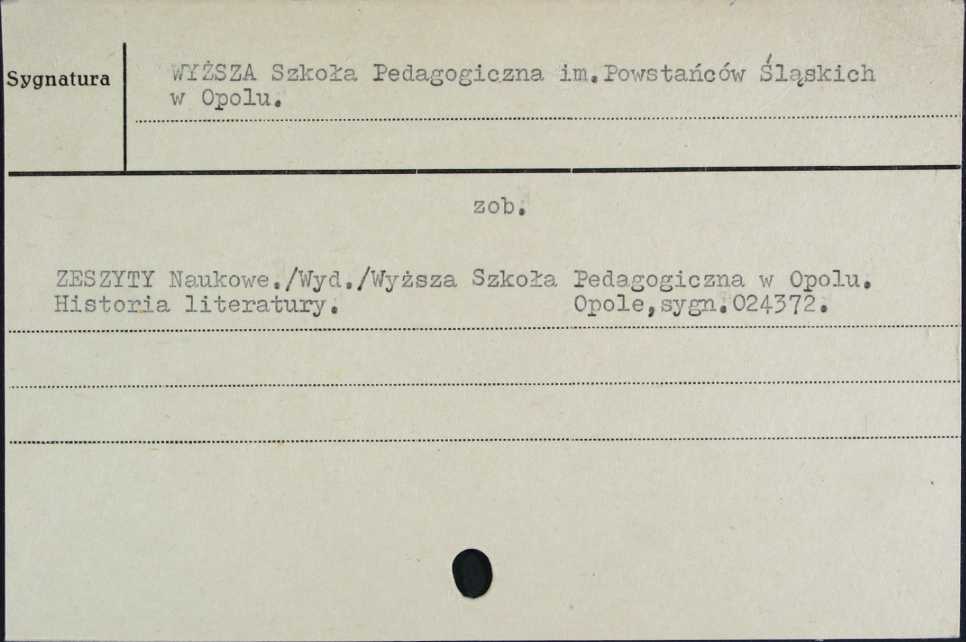 Sygnatura
WYŻSZA Szkoła Pedagogiczna im.Powstańców Śląskich
w Opolu.
zob.
ZESZYTY Naukowe./Wyd./Wyższa Szkoła Pedagogiczna w Opolu.
Historia literatury. Opole,sygn.024372.